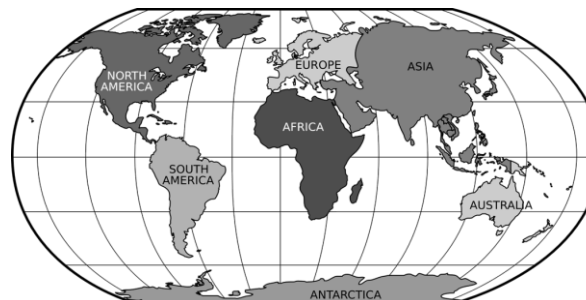 NORTH
AMERICA
EUROPE
ASIA
AFRICA
SOUTH
AMERICA
AUSTRALIA
ANTARCTICA